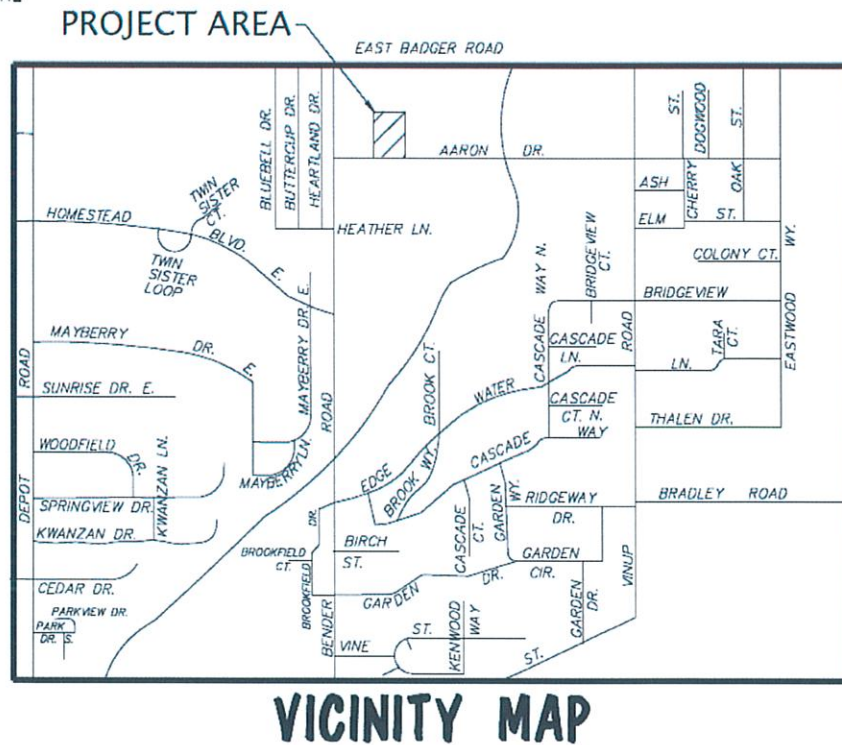 PROJECT AREA
EAST BADGER ROAD
BLUEBELL DR.
BUTTERCUP DR.
HEARTLAND DR.
AARON DR.
ST.
DOGWOOD
ST.
ASH
CHERRY
OAK
ELM
ST.
WY.
TWIN
SISTER
CT.
HOMESTEAD
BLVD.
E.
TWIN
SISTER
LOOP
HEATHER LN.
COLONY CT.
BRIDGEVIEW
CT.
CASCADE WAY N.
BRIDGEVIEW
EASTWOOD
MAYBERRY
DR.
E.
MAYBERRY DR. E.
ROAD
BROOK CT.
CASCADE
LN.
ROAD
TARA
CT.
LN.
ROAD
SUNRISE DR. E.
WATER
CASCADE
CT. N.
WAY
THALEN DR.
WOODFIELD
DR.
KWANZAN LN.
MAYBERRY LN.
EDGE
BROOK WY.
CASCADE
DEPOT
SPRINGVIEW DR.
DR.
CASCADE
CT.
GARDEN
WY.
RIDGEWAY
DR.
BRADLEY ROAD
KWANZAN DR.
BROOKFIELD
CT.
BIRCH
ST.
GARDEN
CIR.
VINUP
CEDAR DR.
BROOKFIELD
GARDEN
DR.
GARDEN
DR.
PARKVIEW DR.
PARK
DR. S.
BENDER
VINE
ST.
KENWOOD
WAY
ST.
VICINITY MAP